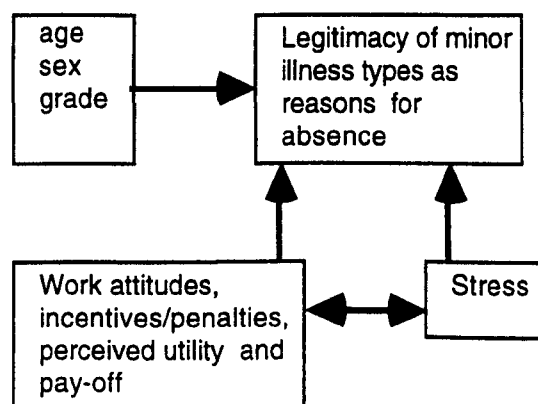 age
sex
grade
Legitimacy of minor
illness types as
reasons for
absence
Work attitudes,
incentives/penalties,
perceived utility and
pay-off
Stress